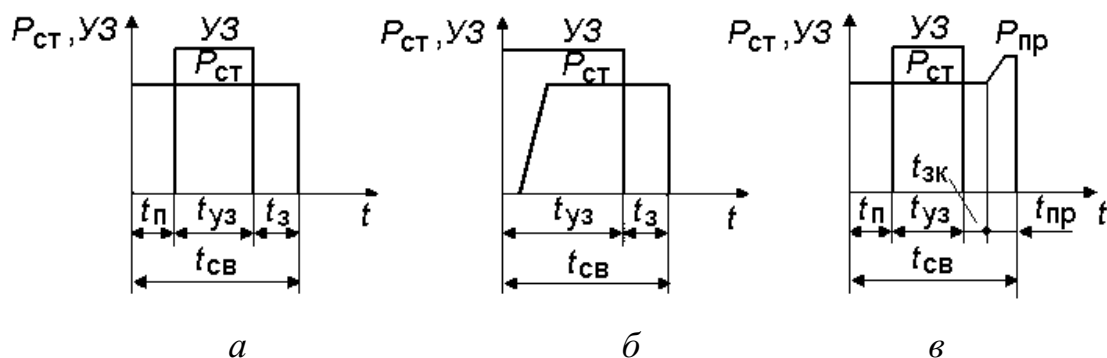 Pст, УЗ
УЗ
Pст
tп
tуз
tз
t
tсв
а
Pст, УЗ
УЗ
Pст
tуз
tз
t
tсв
б
Pст, УЗ
УЗ
Pст
Pпр
tзк
tп
tуз
tпр
t
tсв
в